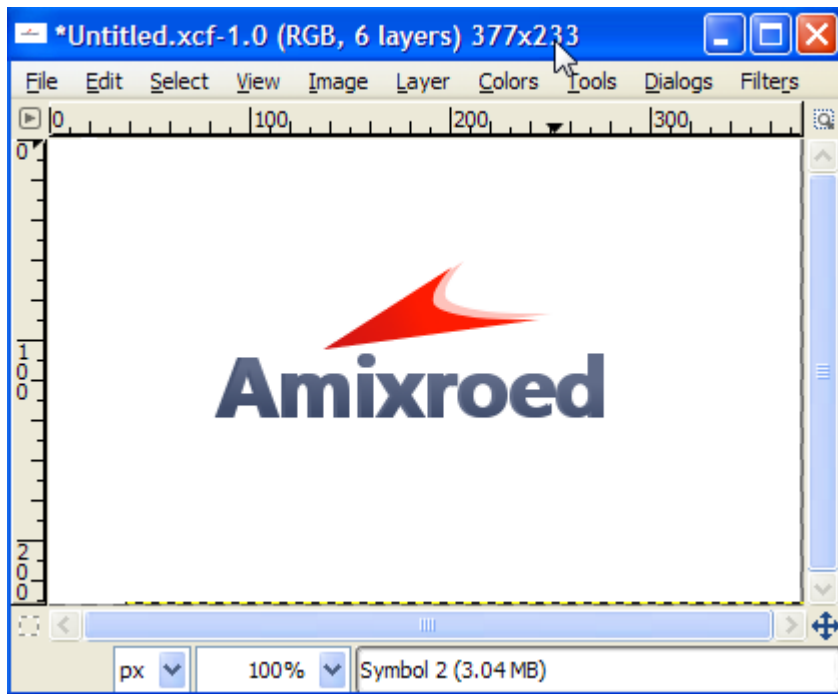 *Untitled.xcf-1.0 (RGB, 6 layers) 377x233
File Edit Select View Image Layer Colors Tools Dialogs Filters
0 100 200 300
0
100
200
Amixroed
px 100% Symbol 2 (3.04 MB)